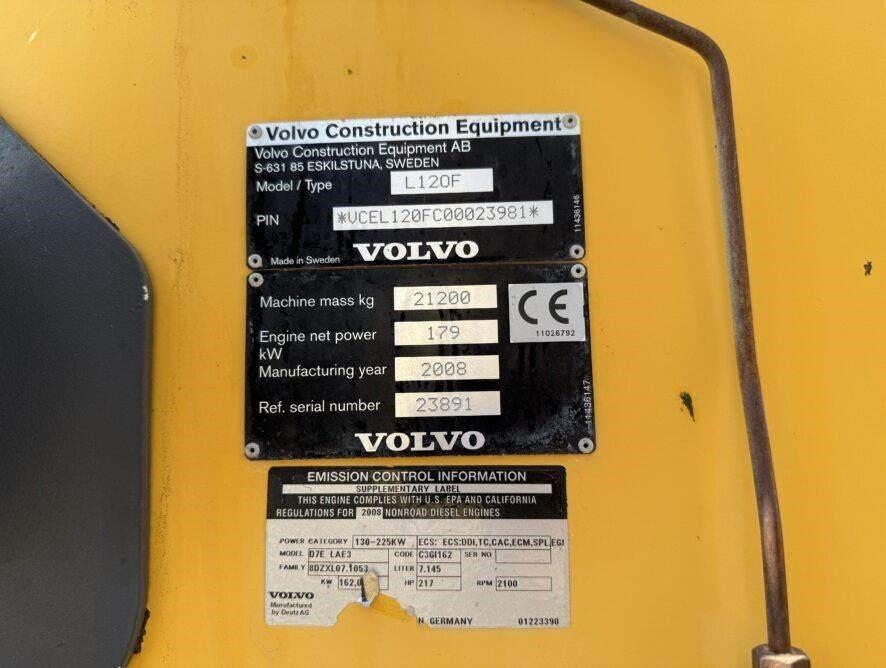 Volvo Construction Equipment
Volvo Construction Equipment AB
S-631 85 ESKILSTUNA, SWEDEN
Model / Type L120F
PIN *VCEL120FC00023981*
11436146
Made in Sweden VOLVO
Machine mass kg 21200
CE
11026792
Engine net power kW 179
Manufacturing year 2008
Ref. serial number 23891
11436147
VOLVO
EMISSION CONTROL INFORMATION
SUPPLEMENTARY LABEL
THIS ENGINE COMPLIES WITH U.S. EPA AND CALIFORNIA
REGULATIONS FOR 2008 NONROAD DIESEL ENGINES
POWER CATEGORY 130-225KW ECS: ECS:DDI,TC,CAC,ECM,SPL,EGI
MODEL D7E LAE3 CODE C3GI162 SER NO
FAMILY 8DZXL07.1053 LITER 7.145
KW 162,0 HP 217 RPM 2100
VOLVO
Manufactured
by Deutz AG
N GERMANY 01223390